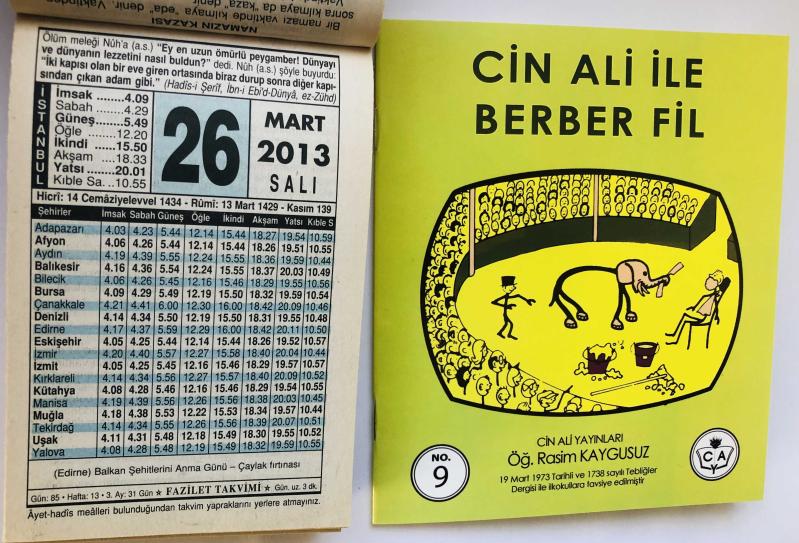 NAMAZIN KAZASI
Bir namazı vaktinde kılmaya "eda" denir. Vaktinden
sonra kılmaya da "kaza" denir.
Ölüm meleği Nûh'a (a.s.) "Ey en uzun ömürlü peygamber! Dünyayı
ve dünyanın lezzetini nasıl buldun?" dedi. Nûh (a.s.) şöyle buyurdu:
"İki kapısı olan bir eve giren ortasında biraz durup sonra diğer kapı-
sından çıkan adam gibi." (Hadîs-i Şerîf, İbn-i Ebi'd-Dünyâ, ez-Zühd)
İSTANBUL
İmsak ........4.09
Sabah ........4.29
Güneş ........5.49
Öğle ........12.20
İkindi ......15.50
Akşam .....18.33
Yatsı........20.01
Kıble Sa. ..10.55
26
MART
2013
SALI
Hicrî: 14 Cemâziyelevvel 1434 - Rûmî: 13 Mart 1429 - Kasım 139
Şehirler İmsak Sabah Güneş Öğle İkindi Akşam Yatsı Kıble S
Adapazarı 4.03 4.23 5.44 12.14 15.44 18.27 19.54 10.59
Afyon 4.06 4.26 5.44 12.14 15.44 18.26 19.51 10.55
Aydın 4.19 4.39 5.55 12.24 15.55 18.36 19.59 10.44
Balıkesir 4.16 4.36 5.54 12.24 15.55 18.37 20.03 10.49
Bilecik 4.06 4.26 5.45 12.16 15.46 18.29 19.55 10.56
Bursa 4.09 4.29 5.49 12.19 15.50 18.32 19.59 10.54
Çanakkale 4.21 4.41 6.00 12.30 16.00 18.42 20.09 10.46
Denizli 4.14 4.34 5.50 12.19 15.50 18.31 19.55 10.48
Edirne 4.17 4.37 5.59 12.29 16.00 18.42 20.11 10.50
Eskişehir 4.05 4.25 5.44 12.14 15.44 18.26 19.52 10.57
İzmir 4.20 4.40 5.57 12.27 15.58 18.40 20.04 10.44
İzmit 4.05 4.25 5.45 12.16 15.46 18.29 19.57 10.57
Kırklareli 4.14 4.34 5.56 12.27 15.57 18.40 20.09 10.52
Kütahya 4.08 4.28 5.46 12.16 15.46 18.29 19.54 10.55
Manisa 4.19 4.39 5.56 12.26 15.56 18.38 20.03 10.45
Muğla 4.18 4.38 5.53 12.22 15.53 18.34 19.57 10.44
Tekirdağ 4.14 4.34 5.55 12.26 15.56 18.39 20.07 10.51
Uşak 4.11 4.31 5.48 12.18 15.49 18.30 19.55 10.52
Yalova 4.08 4.28 5.48 12.19 15.49 18.32 19.59 10.55
(Edirne) Balkan Şehitlerini Anma Günü – Çaylak fırtınası
Gün: 85 • Hafta: 13 • 3. Ay: 31 Gün ★ FAZİLET TAKVİMİ ★ Gün. uz. 3 dk.
Âyet-hadîs meâlleri bulunduğundan takvim yapraklarını yerlere atmayınız.
CİN ALİ İLE
BERBER FİL
CİN ALİ YAYINLARI
Öğ. Rasim KAYGUSUZ
19 Mart 1973 Tarihli ve 1738 sayılı Tebliğler
Dergisi ile ilkokullara tavsiye edilmiştir
NO.
9
C A
Y